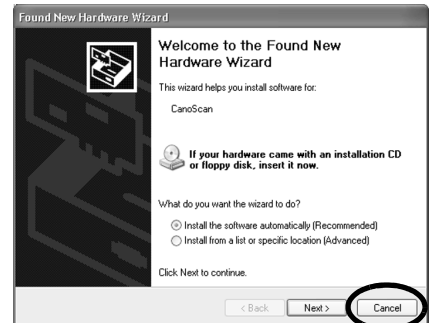 Found New Hardware Wizard
Welcome to the Found New
Hardware Wizard
This wizard helps you install software for:
CanoScan
If your hardware came with an installation CD
or floppy disk, insert it now.
What do you want the wizard to do?
Install the software automatically (Recommended)
Install from a list or specific location (Advanced)
Click Next to continue.
< Back Next > Cancel